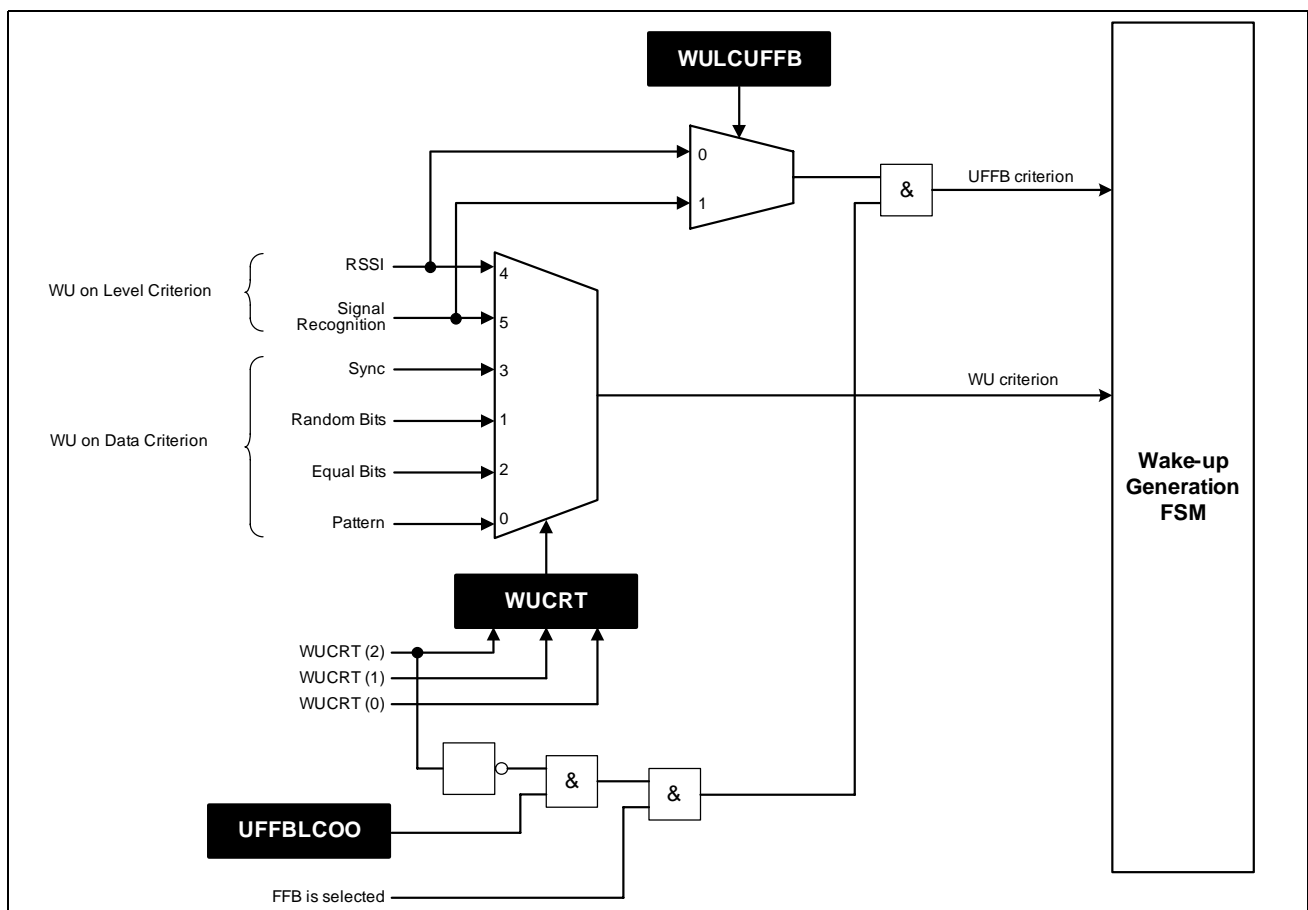 WULCUFFB
0
1
&
UFFB criterion
WU on Level Criterion
RSSI
4
Signal
Recognition
5
Sync
3
WU criterion
Random Bits
1
WU on Data Criterion
Equal Bits
2
Pattern
0
Wake-up
Generation
FSM
WUCRT
WUCRT (2)
WUCRT (1)
WUCRT (0)
&
&
UFFBLCOO
FFB is selected